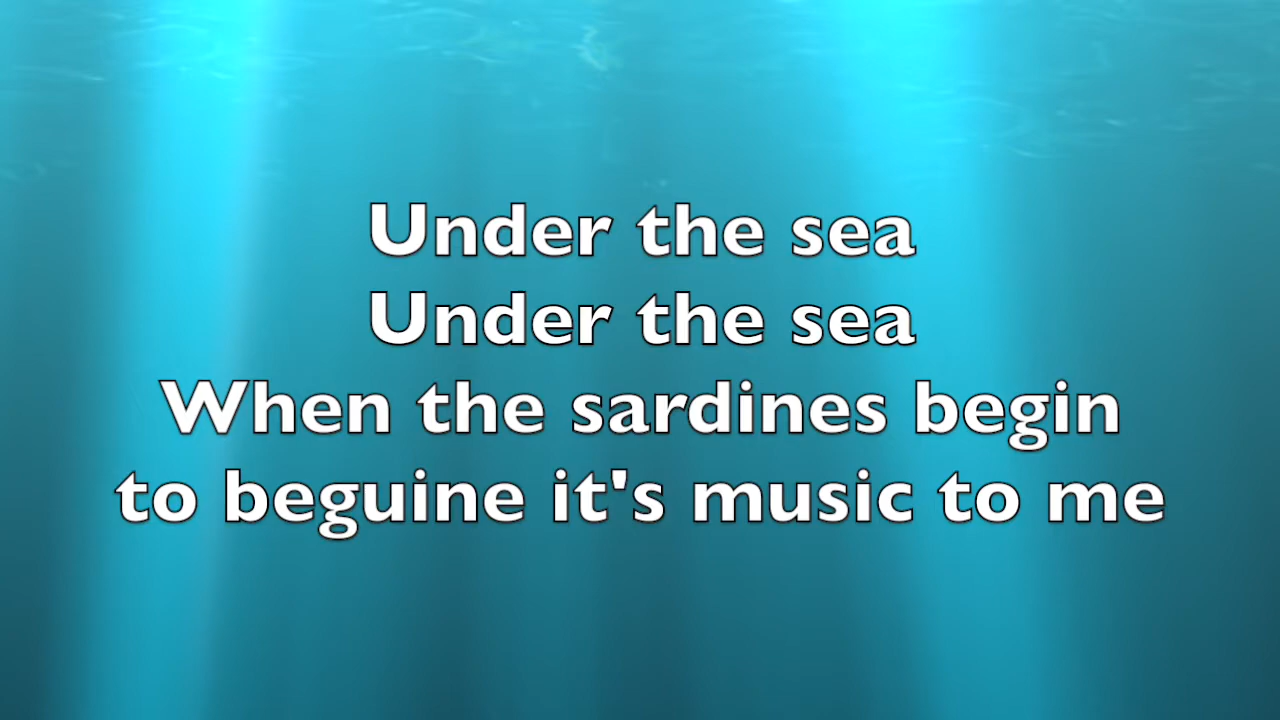 Under the sea
Under the sea
When the sardines begin
to beguine it's music to me